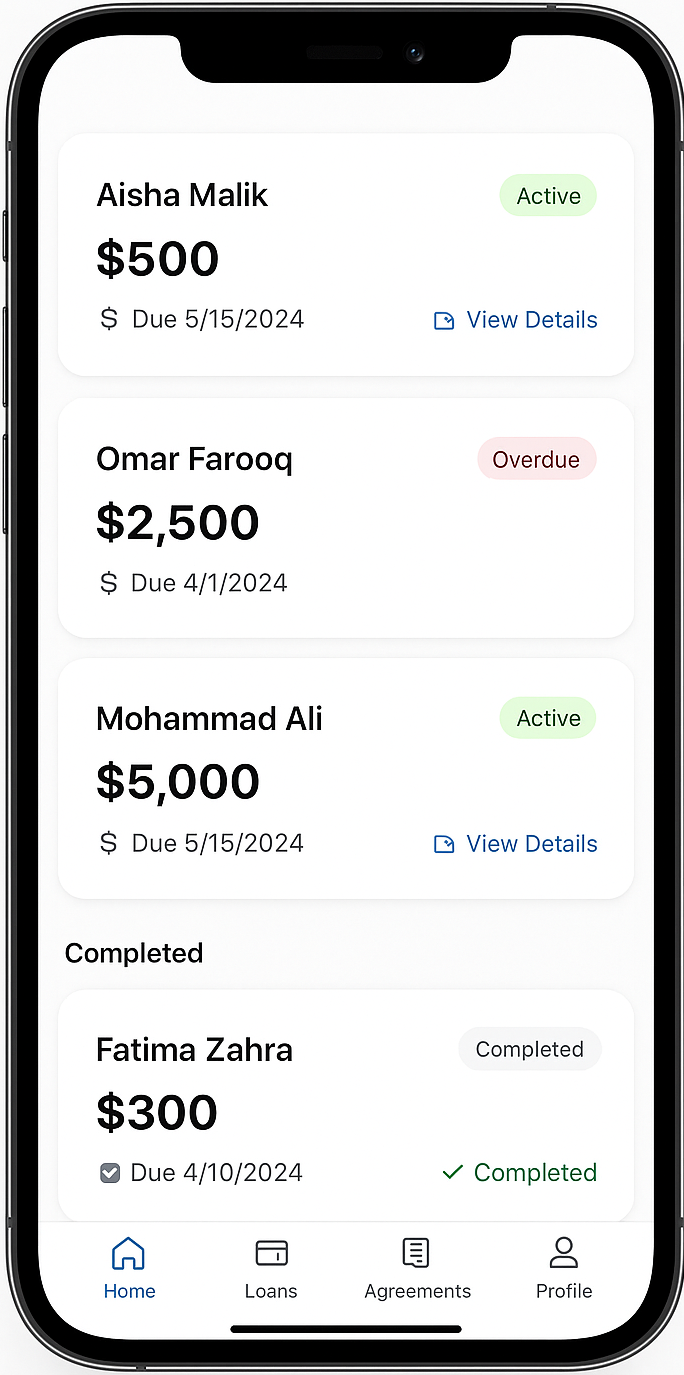 Aisha Malik
Active
$500
$ Due 5/15/2024
View Details
Omar Farooq
Overdue
$2,500
$ Due 4/1/2024
Mohammad Ali
Active
$5,000
$ Due 5/15/2024
View Details
Completed
Fatima Zahra
Completed
$300
Due 4/10/2024
Completed
Home
Loans
Agreements
Profile